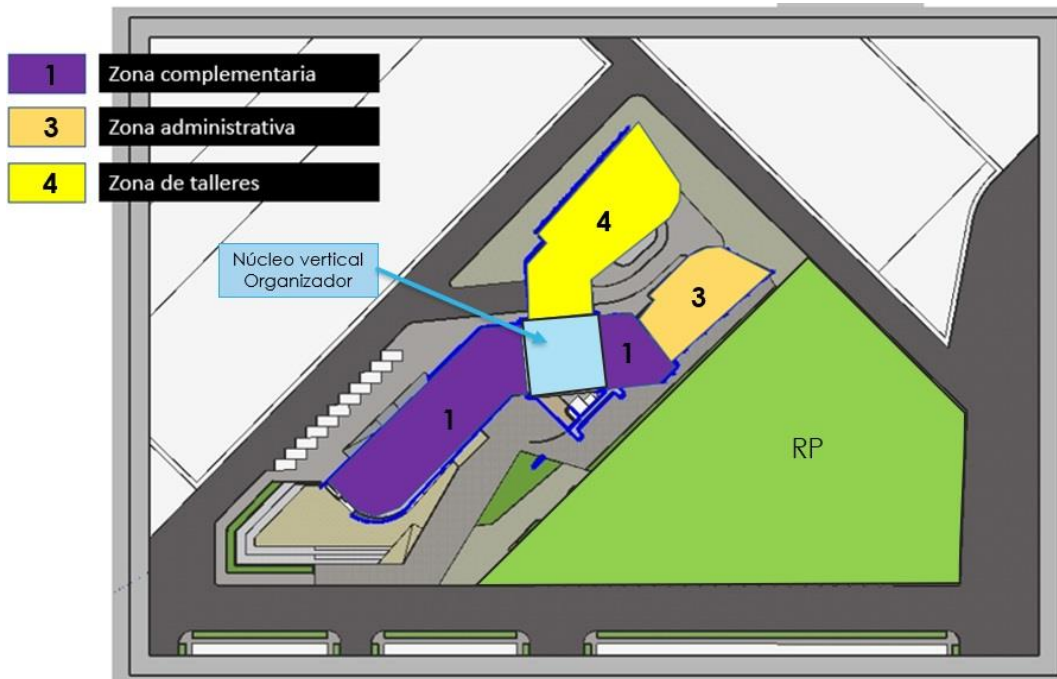 1 Zona complementaria
3 Zona administrativa
4 Zona de talleres
4
Núcleo vertical
Organizador
3
1
1
RP